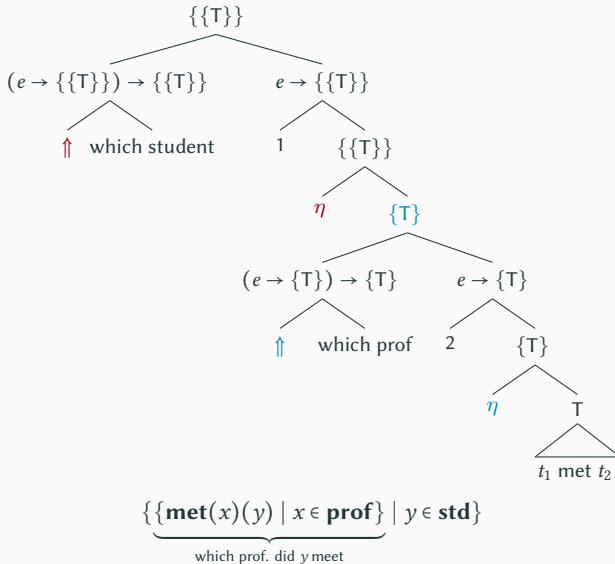 {{T}}
(e → {{T}}) → {{T}} e → {{T}}
⇑ which student 1 {{T}}
η {T}
(e → {T}) → {T} e → {T}
⇑ which prof 2 {T}
η T
t₁ met t₂
{{met(x)(y) | x ∈ prof} | y ∈ std}
which prof. did y meet